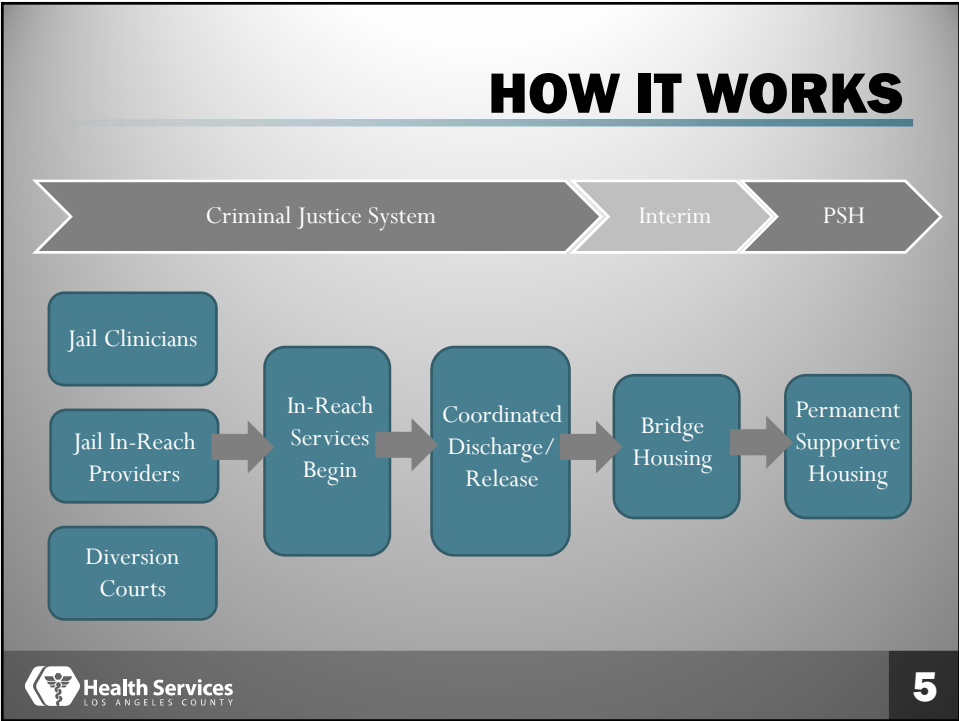 HOW IT WORKS
Criminal Justice System
Interim
PSH
Jail Clinicians
Jail In-Reach
Providers
Diversion
Courts
In-Reach
Services
Begin
Coordinated
Discharge/
Release
Bridge
Housing
Permanent
Supportive
Housing
Health Services
LOS ANGELES COUNTY
5